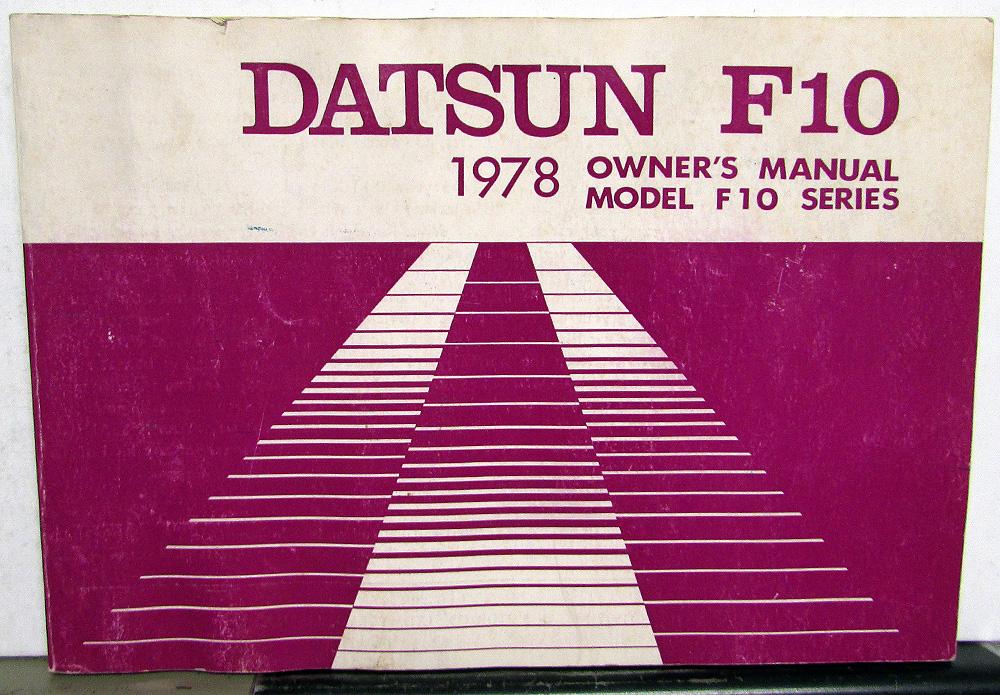 DATSUN F10
1978 OWNER'S MANUAL
MODEL F10 SERIES